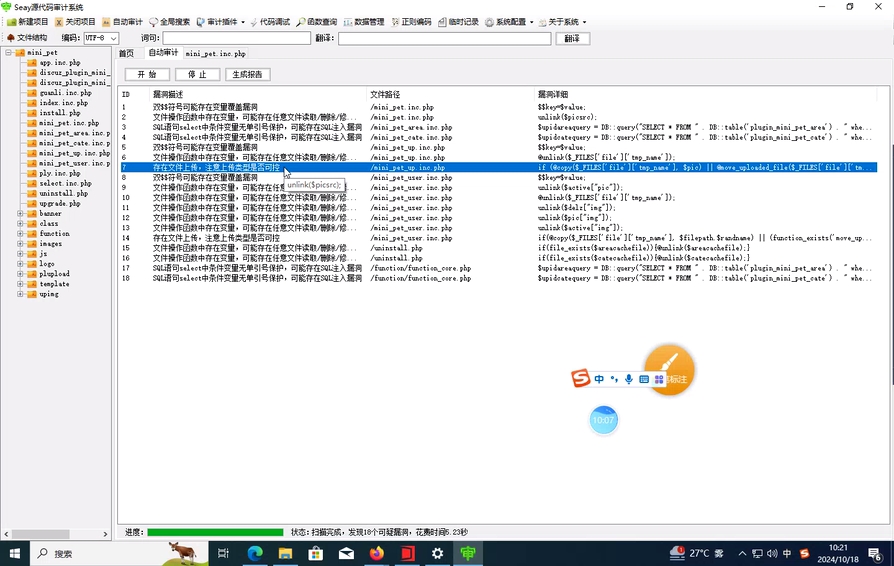 Seay源代码审计系统
新建项目 关闭项目 自动审计 全局搜索 审计插件 代码调试 函数查询 数据管理 正则编码 临时记录 系统配置 关于系统
文件结构 编码: UTF-8 词句: 翻译: 翻译
mini_pet
app.inc.php
discuz_plugin_mini_
discuz_plugin_mini_
guanli.inc.php
index.inc.php
install.php
mini_pet.inc.php
mini_pet_area.inc.p
mini_pet_cate.inc.p
mini_pet_up.inc.php
mini_pet_user.inc.p
ply.inc.php
select.inc.php
uninstall.php
upgrade.php
banner
class
function
images
js
logo
plupload
template
upimg
首页 自动审计 mini_pet.inc.php
开始 停止 生成报告
ID 漏洞描述 文件路径 漏洞详细
1 双$$符号可能存在变量覆盖漏洞 /mini_pet.inc.php $$key=$value;
2 文件操作函数中存在变量，可能存在任意文件读取/删除/修... /mini_pet.inc.php unlink($picsrc);
3 SQL语句select中条件变量无单引号保护，可能存在SQL注入漏洞 /mini_pet_area.inc.php $upidareaquery = DB::query("SELECT * FROM " . DB::table('plugin_mini_pet_area') . " whe...
4 SQL语句select中条件变量无单引号保护，可能存在SQL注入漏洞 /mini_pet_cate.inc.php $upidcatequery = DB::query("SELECT * FROM " . DB::table('plugin_mini_pet_cate') . " whe...
5 双$$符号可能存在变量覆盖漏洞 /mini_pet_up.inc.php $$key=$value;
6 文件操作函数中存在变量，可能存在任意文件读取/删除/修... /mini_pet_up.inc.php @unlink($_FILES['file']['tmp_name']);
7 存在文件上传，注意上传类型是否可控 /mini_pet_up.inc.php if (@copy($_FILES['file']['tmp_name'], $pic) || @move_uploaded_file($_FILES['file']['tm...
unlink($picsrc);
8 双$$符号可能存在变量覆盖漏洞 /mini_pet_user.inc.php $$key=$value;
9 文件操作函数中存在变量，可能存在任意文件读取/删除/修... /mini_pet_user.inc.php unlink($active["pic"]);
10 文件操作函数中存在变量，可能存在任意文件读取/删除/修... /mini_pet_user.inc.php @unlink($_FILES['file']['tmp_name']);
11 文件操作函数中存在变量，可能存在任意文件读取/删除/修... /mini_pet_user.inc.php unlink($delz["img"]);
12 文件操作函数中存在变量，可能存在任意文件读取/删除/修... /mini_pet_user.inc.php unlink($pic["img"]);
13 文件操作函数中存在变量，可能存在任意文件读取/删除/修... /mini_pet_user.inc.php unlink($active["img"]);
14 存在文件上传，注意上传类型是否可控 /mini_pet_user.inc.php if(@copy($_FILES['file']['tmp_name'], $filepath.$randname) || (function_exists('move_up...
15 文件操作函数中存在变量，可能存在任意文件读取/删除/修... /uninstall.php if(file_exists($areacachefile)){@unlink($areacachefile);}
16 文件操作函数中存在变量，可能存在任意文件读取/删除/修... /uninstall.php if(file_exists($catecachefile)){@unlink($catecachefile);}
17 SQL语句select中条件变量无单引号保护，可能存在SQL注入漏洞 /function/function_core.php $upidareaquery = DB::query("SELECT * FROM " . DB::table('plugin_mini_pet_area') . " whe...
18 SQL语句select中条件变量无单引号保护，可能存在SQL注入漏洞 /function/function_core.php $upidcatequery = DB::query("SELECT * FROM " . DB::table('plugin_mini_pet_cate') . " whe...
中
标注
10:07
进度: 状态: 扫描完成，发现18个可疑漏洞，花费时间5.23秒
搜索
27°C 雾
中
10:21
2024/10/18
6